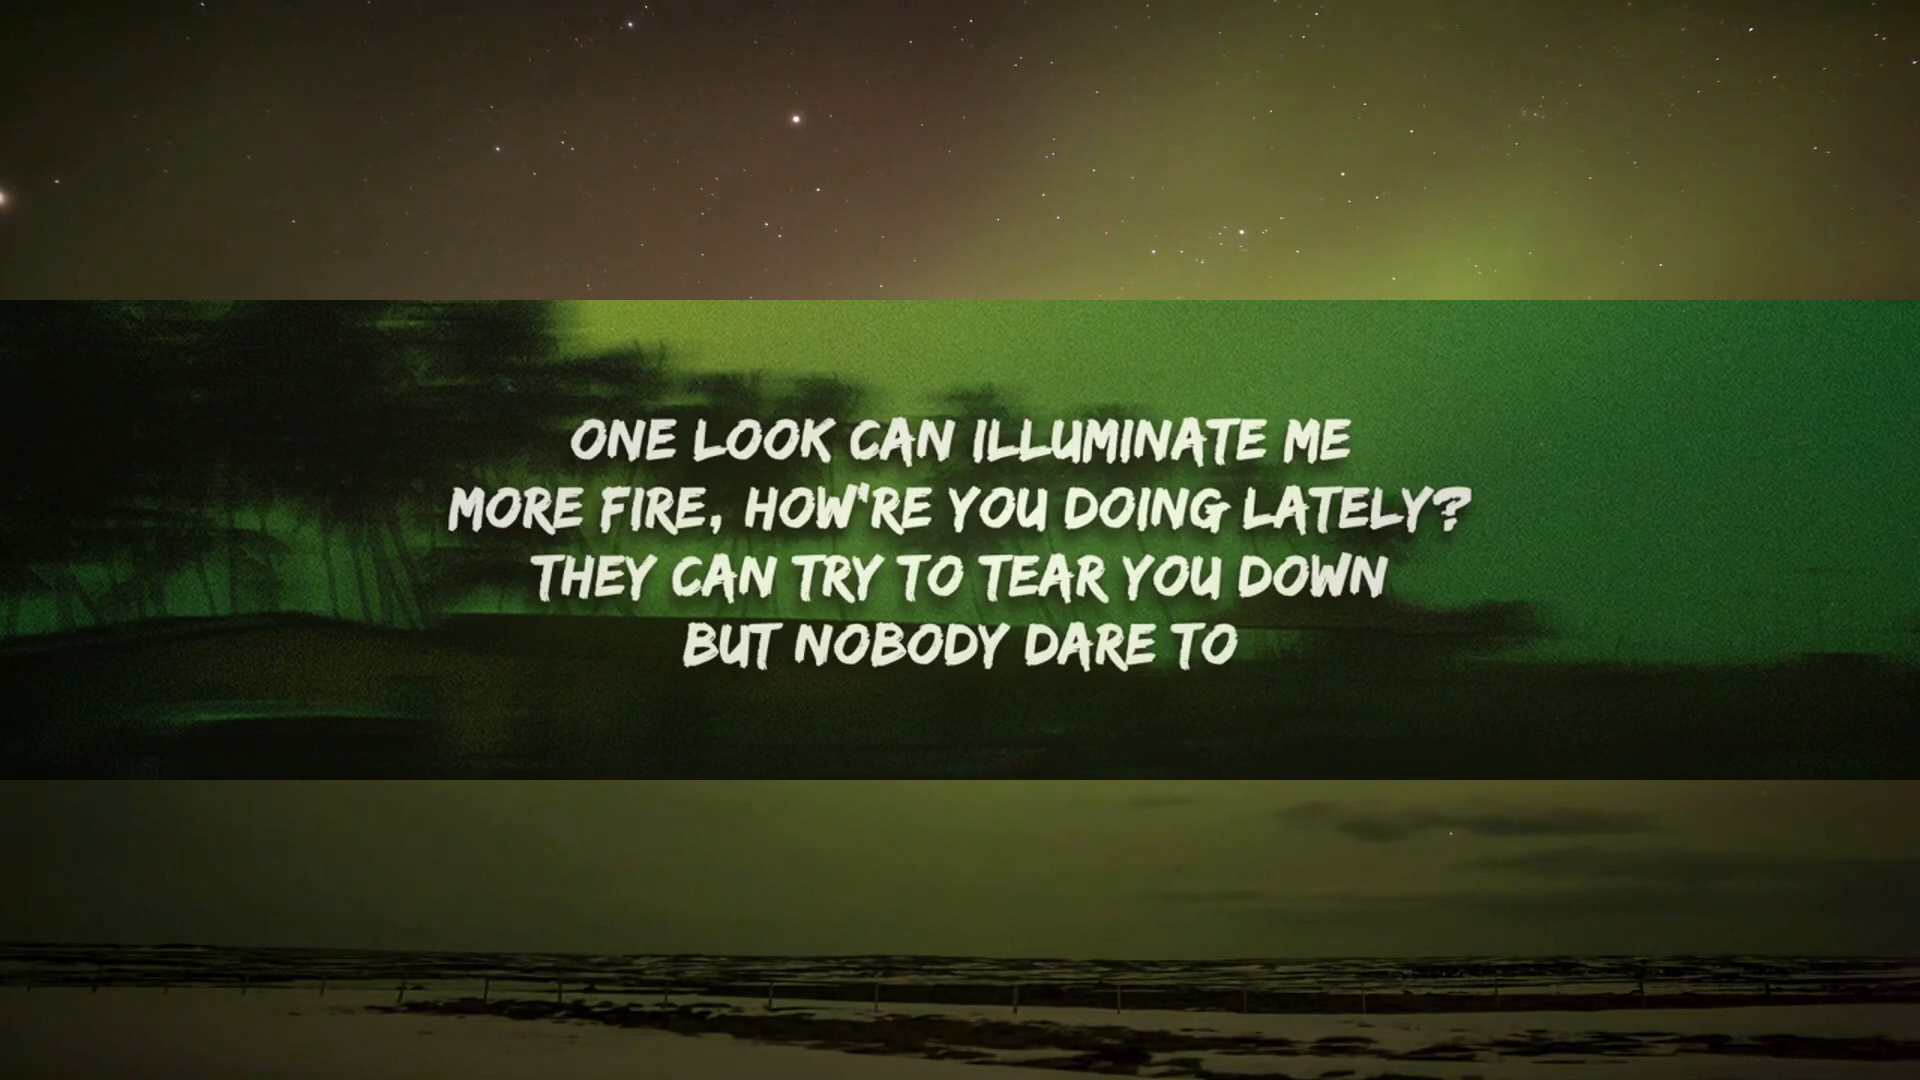 ONE LOOK CAN ILLUMINATE ME
MORE FIRE, HOW'RE YOU DOING LATELY?
THEY CAN TRY TO TEAR YOU DOWN
BUT NOBODY DARE TO